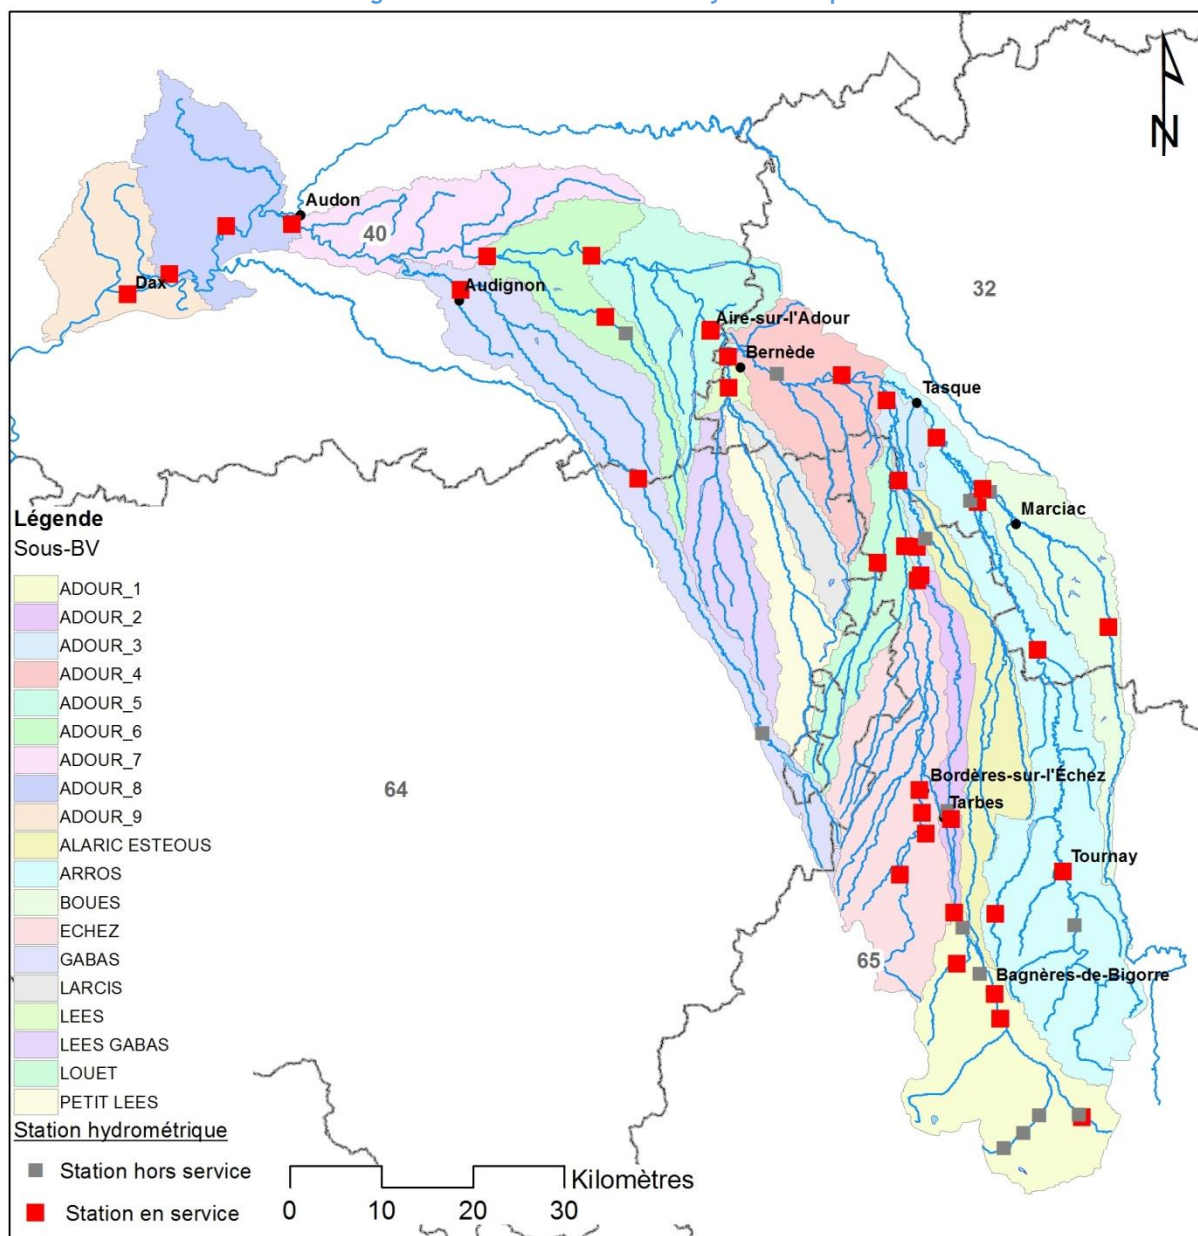 N
Audon
40
Dax
Audignon
32
Aire-sur-l'Adour
Bernède
Tasque
Marciac
Légende
Sous-BV
ADOUR_1
ADOUR_2
ADOUR_3
ADOUR_4
ADOUR_5
ADOUR_6
ADOUR_7
ADOUR_8
ADOUR_9
ALARIC ESTEOUS
ARROS
BOUES
ECHEZ
GABAS
LARCIS
LEES
LEES GABAS
LOUET
PETIT LEES
64
Bordères-sur-l'Échez
Tarbes
Tournay
65
Bagnères-de-Bigorre
Station hydrométrique
Station hors service
Station en service
Kilomètres
0 10 20 30